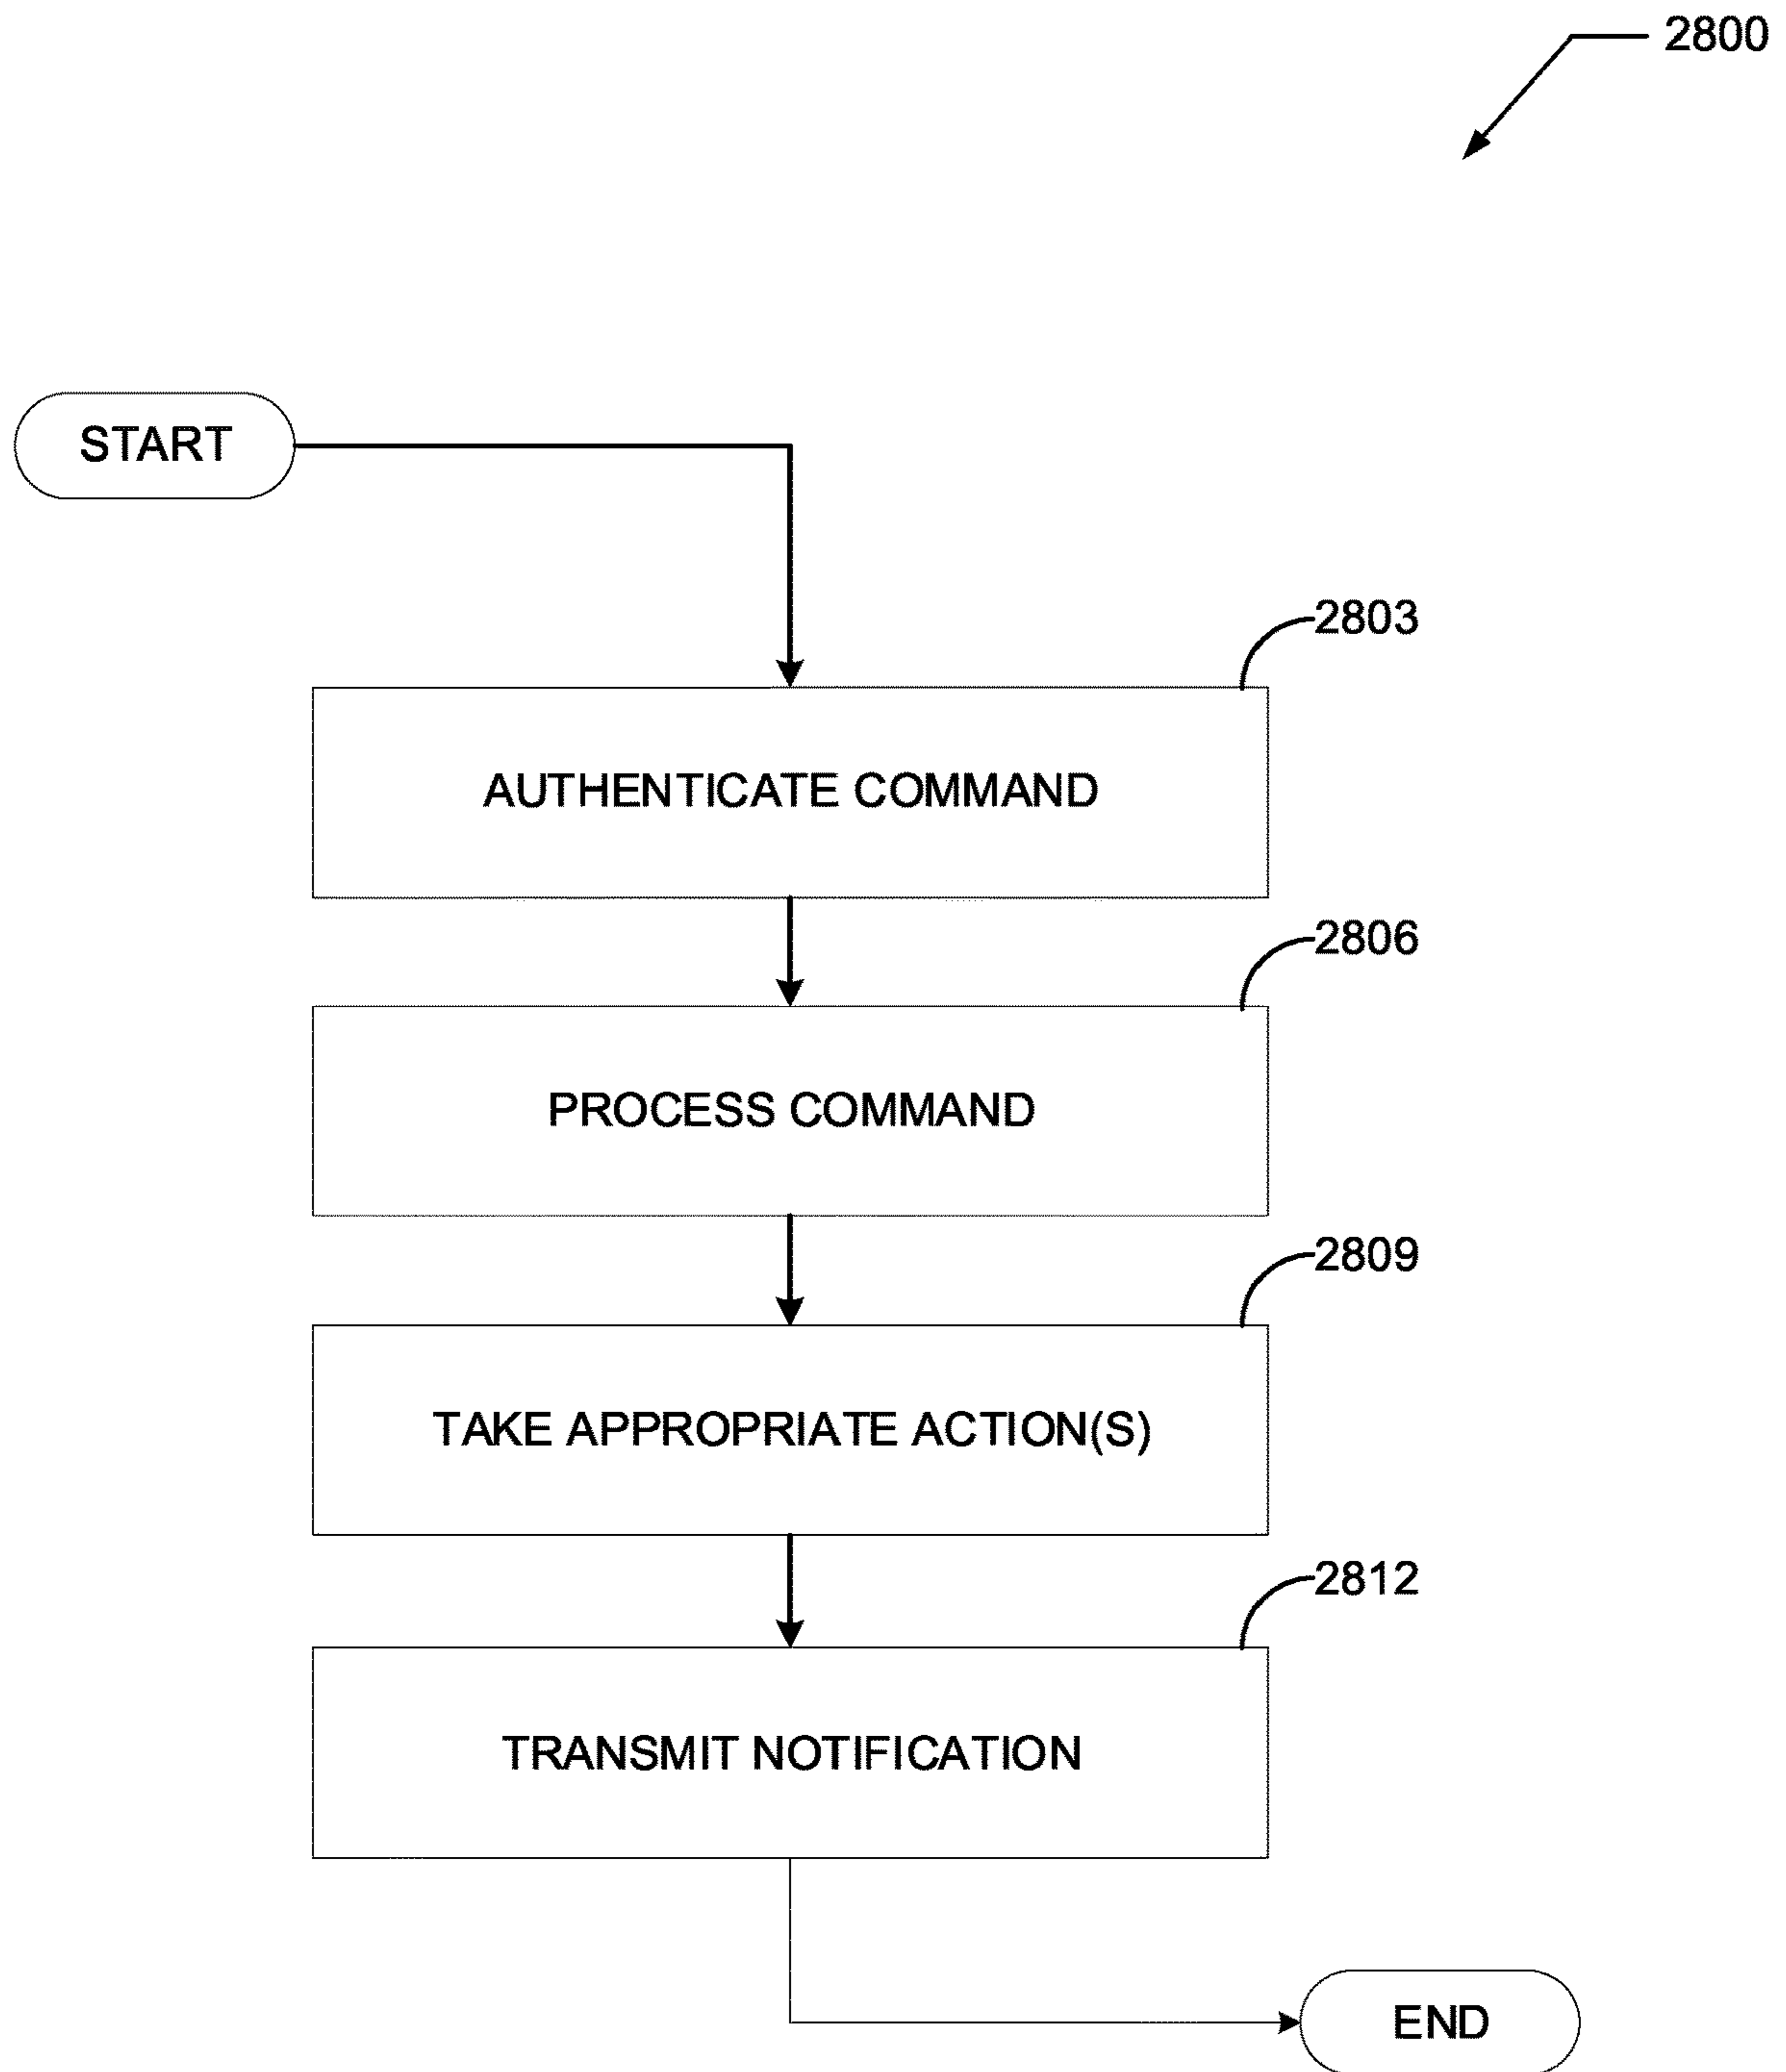 2800
START
2803
AUTHENTICATE COMMAND
2806
PROCESS COMMAND
2809
TAKE APPROPRIATE ACTION(S)
2812
TRANSMIT NOTIFICATION
END